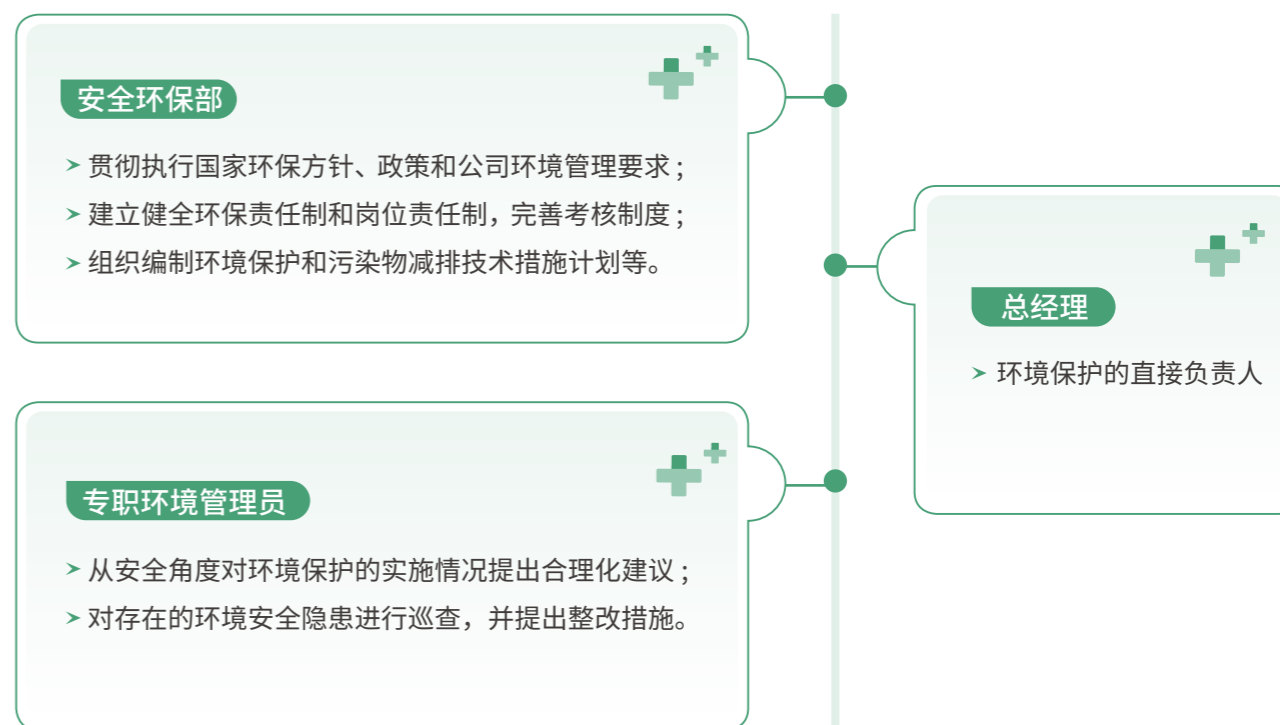 安全环保部
贯彻执行国家环保方针、政策和公司环境管理要求；
建立健全环保责任制和岗位责任制，完善考核制度；
组织编制环境保护和污染物减排技术措施计划等。
总经理
环境保护的直接负责人
专职环境管理员
从安全角度对环境保护的实施情况提出合理化建议；
对存在的环境安全隐患进行巡查，并提出整改措施。